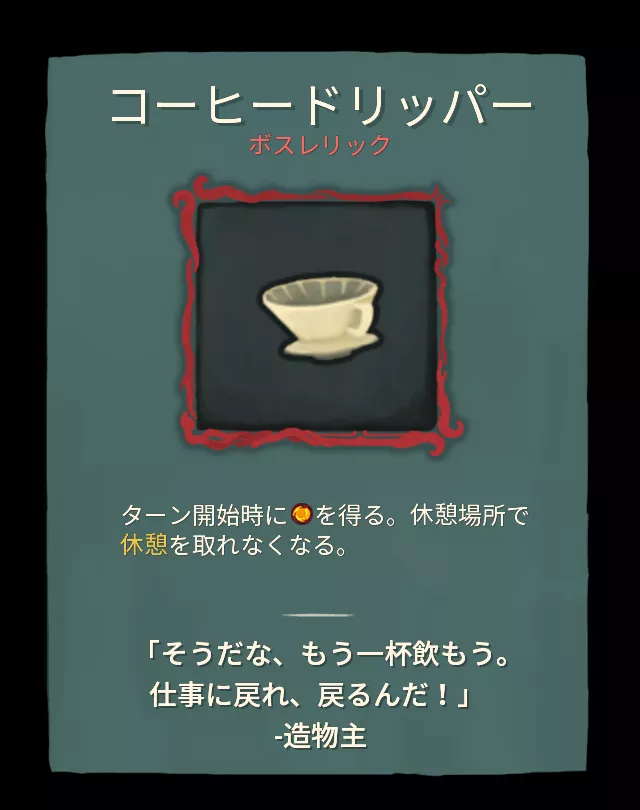 コーヒードリッパー
ボスレリック
ターン開始時にを得る。休憩場所で
休憩を取れなくなる。
「そうだな、もう一杯飲もう。
仕事に戻れ、戻るんだ！」
-造物主